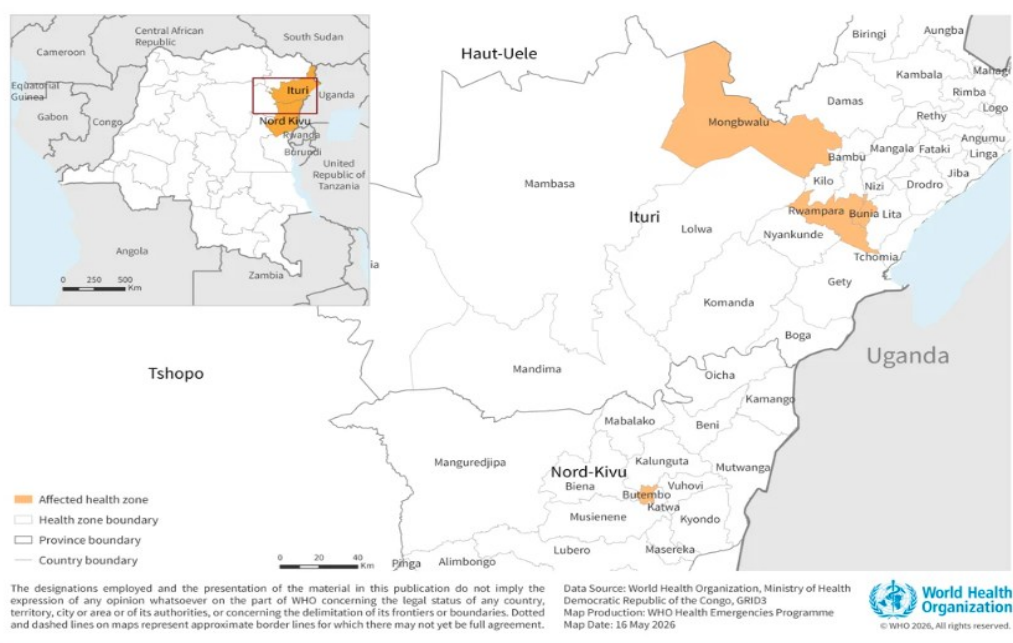 Cameroon
Central African
Republic
South Sudan
Equatorial
Guinea
Gabon
Congo
Ituri
Uganda
Nord Kivu
Rwanda
Burundi
United
Republic of
Tanzania
Angola
Zambia
0 250 500
Km
Haut-Uele
Biringi
Aungba
Kambala
Mahagi
Rimba
Logo
Damas
Rethy
Mongbwalu
Angumu
Mangala
Fataki
Linga
Bambu
Jiba
Kilo
Nizi
Drodro
Mambasa
Rwampara
Bunia
Lita
Ituri
Lolwa
Nyankunde
Tchomia
ia
Gety
Komanda
Boga
Uganda
Tshopo
Mandima
Oicha
Kamango
Mabalako
Beni
Manguredjipa
Kalunguta
Mutwanga
Nord-Kivu
Biena
Vuhovi
Butembo
Katwa
Musienene
Kyondo
Lubero
Masereka
Pinga
Alimbongo
Affected health zone
Health zone boundary
Province boundary
Country boundary
0 20 40
Km
The designations employed and the presentation of the material in this publication do not imply the
expression of any opinion whatsoever on the part of WHO concerning the legal status of any country,
territory, city or area or of its authorities, or concerning the delimitation of its frontiers or boundaries. Dotted
and dashed lines on maps represent approximate border lines for which there may not yet be full agreement.
Data Source: World Health Organization, Ministry of Health
Democratic Republic of the Congo, GRID3
Map Production: WHO Health Emergencies Programme
Map Date: 16 May 2026
World Health
Organization
© WHO 2026, All rights reserved.